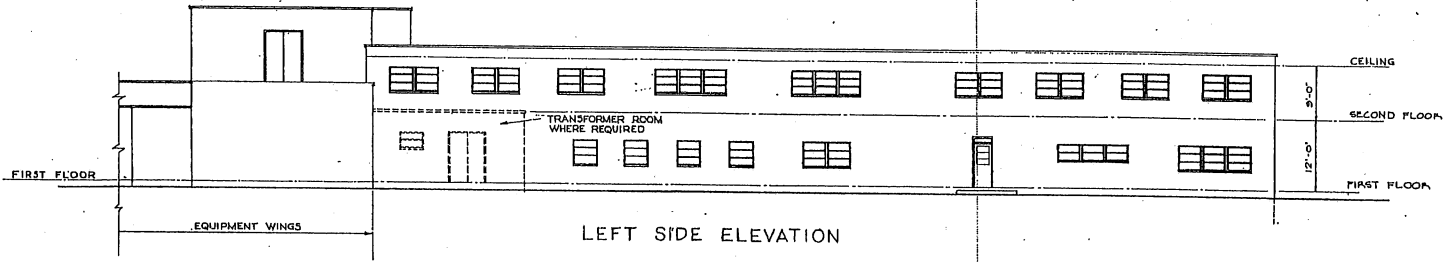 CEILING
9'-0"
SECOND FLOOR
TRANSFORMER ROOM
WHERE REQUIRED
12'-0"
FIRST FLOOR
FIRST FLOOR
EQUIPMENT WINGS
LEFT SIDE ELEVATION